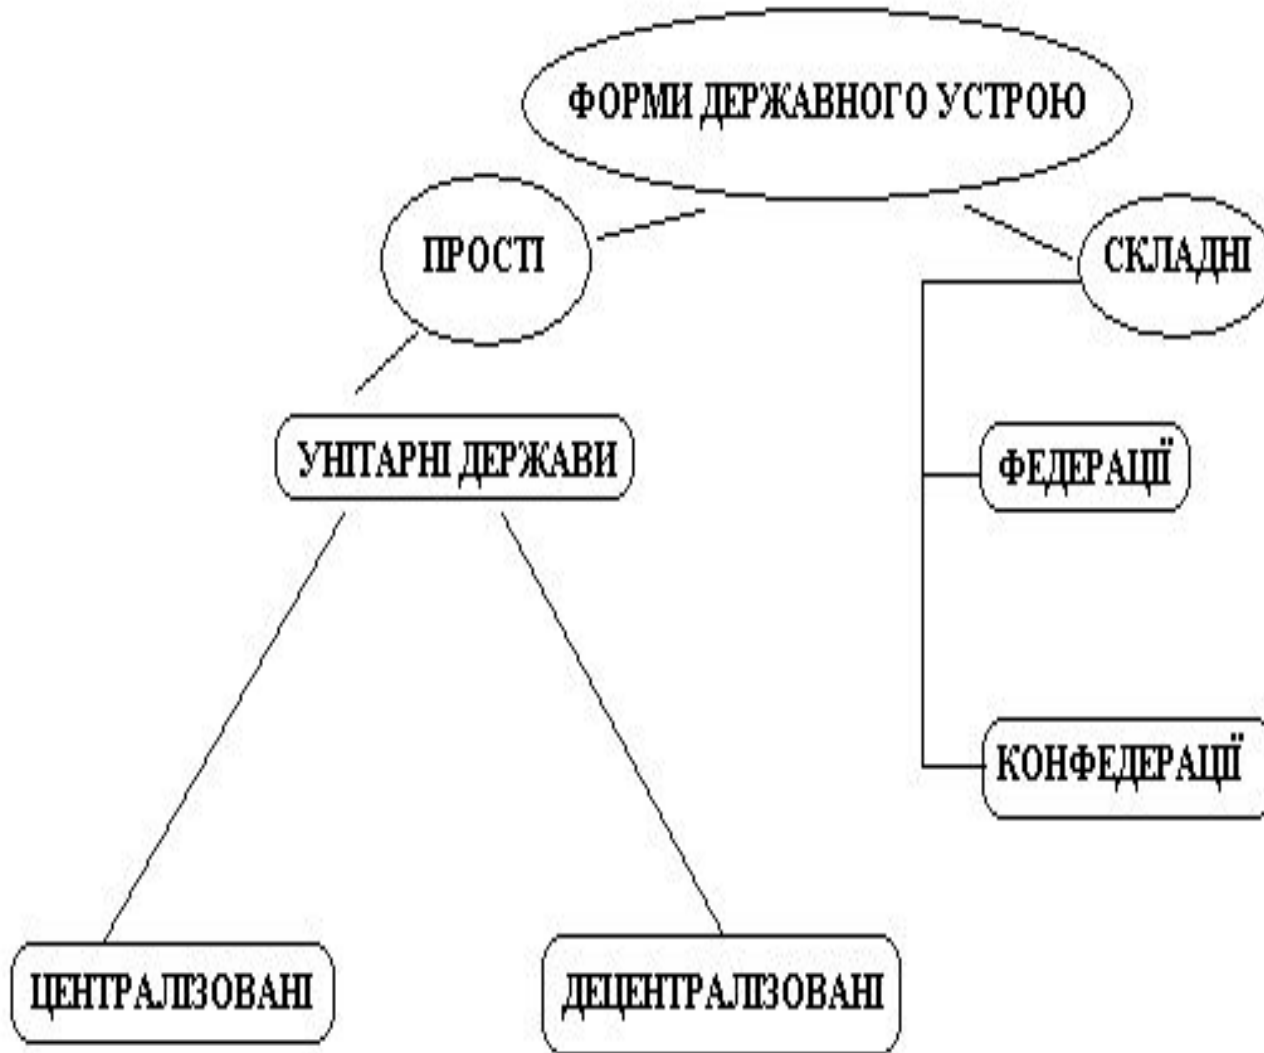 ФОРМИ ДЕРЖАВНОГО УСТРОЮ
ПРОСТІ
СКЛАДНІ
УНІТАРНІ ДЕРЖАВИ
ФЕДЕРАЦІЇ
КОНФЕДЕРАЦІЇ
ЦЕНТРАЛІЗОВАНІ
ДЕЦЕНТРАЛІЗОВАНІ